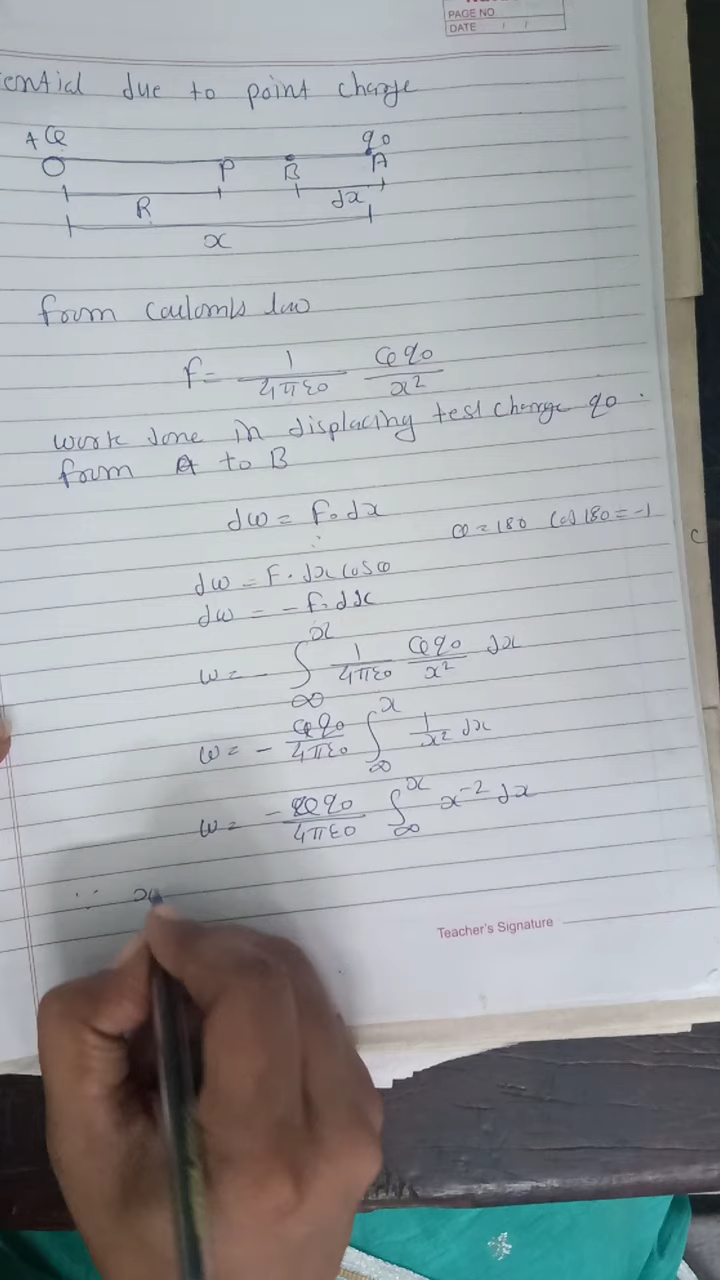 PAGE NO.
DATE / /
ential due to point charge
+Q q0
O P B A
R dx
x
from Coulombs law
F = 1/4πε0 Qq0/x²
work done in displacing test charge q0
from A to B
dw = F·dx
θ = 180 Cos 180 = -1
dw = F·dx cosθ
dw = -F·dx
w = - ∫∞^x 1/4πε0 Qq0/x² dx
w = - Qq0/4πε0 ∫∞^x 1/x² dx
w = -Qq0/4πε0 ∫∞^x x⁻² dx
∵ x
Teacher's Signature